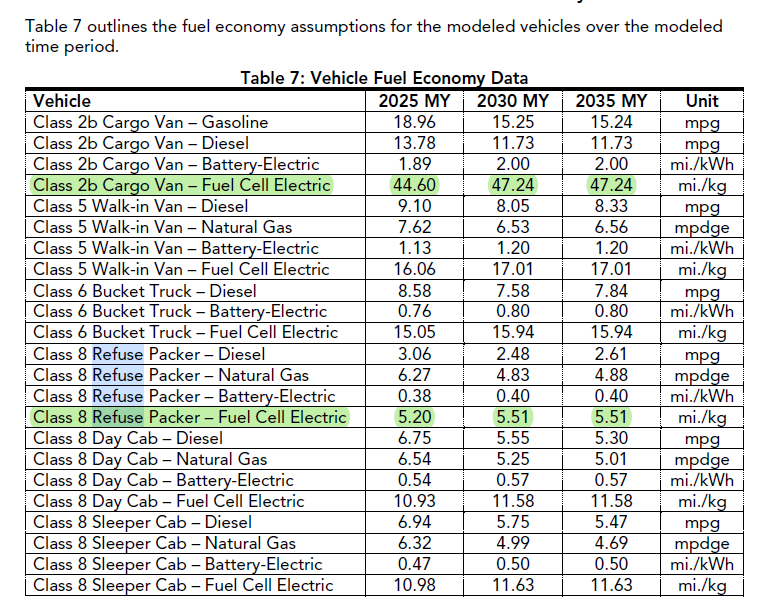 Table 7 outlines the fuel economy assumptions for the modeled vehicles over the modeled
time period.
Table 7: Vehicle Fuel Economy Data
Vehicle 2025 MY 2030 MY 2035 MY Unit
Class 2b Cargo Van – Gasoline 18.96 15.25 15.24 mpg
Class 2b Cargo Van – Diesel 13.78 11.73 11.73 mpg
Class 2b Cargo Van – Battery-Electric 1.89 2.00 2.00 mi./kWh
Class 2b Cargo Van – Fuel Cell Electric 44.60 47.24 47.24 mi./kg
Class 5 Walk-in Van – Diesel 9.10 8.05 8.33 mpg
Class 5 Walk-in Van – Natural Gas 7.62 6.53 6.56 mpdge
Class 5 Walk-in Van – Battery-Electric 1.13 1.20 1.20 mi./kWh
Class 5 Walk-in Van – Fuel Cell Electric 16.06 17.01 17.01 mi./kg
Class 6 Bucket Truck – Diesel 8.58 7.58 7.84 mpg
Class 6 Bucket Truck – Battery-Electric 0.76 0.80 0.80 mi./kWh
Class 6 Bucket Truck – Fuel Cell Electric 15.05 15.94 15.94 mi./kg
Class 8 Refuse Packer – Diesel 3.06 2.48 2.61 mpg
Class 8 Refuse Packer – Natural Gas 6.27 4.83 4.88 mpdge
Class 8 Refuse Packer – Battery-Electric 0.38 0.40 0.40 mi./kWh
Class 8 Refuse Packer – Fuel Cell Electric 5.20 5.51 5.51 mi./kg
Class 8 Day Cab – Diesel 6.75 5.55 5.30 mpg
Class 8 Day Cab – Natural Gas 6.54 5.25 5.01 mpdge
Class 8 Day Cab – Battery-Electric 0.54 0.57 0.57 mi./kWh
Class 8 Day Cab – Fuel Cell Electric 10.93 11.58 11.58 mi./kg
Class 8 Sleeper Cab – Diesel 6.94 5.75 5.47 mpg
Class 8 Sleeper Cab – Natural Gas 6.32 4.99 4.69 mpdge
Class 8 Sleeper Cab – Battery-Electric 0.47 0.50 0.50 mi./kWh
Class 8 Sleeper Cab – Fuel Cell Electric 10.98 11.63 11.63 mi./kg